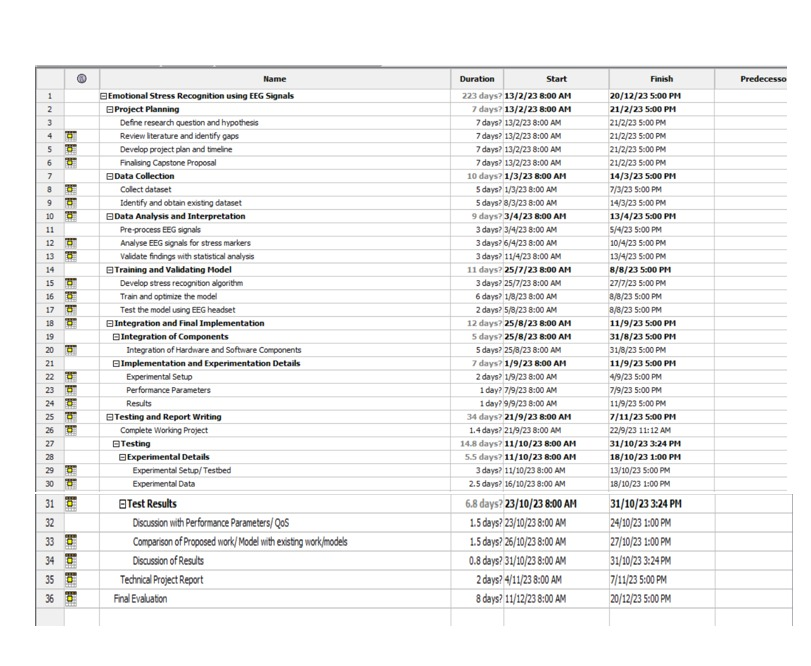 Name Duration Start Finish Predecesso
1 Emotional Stress Recognition using EEG Signals 223 days? 13/2/23 8:00 AM 20/12/23 5:00 PM
2 Project Planning 7 days? 13/2/23 8:00 AM 21/2/23 5:00 PM
3 Define research question and hypothesis 7 days? 13/2/23 8:00 AM 21/2/23 5:00 PM
4 Review literature and identify gaps 7 days? 13/2/23 8:00 AM 21/2/23 5:00 PM
5 Develop project plan and timeline 7 days? 13/2/23 8:00 AM 21/2/23 5:00 PM
6 Finalising Capstone Proposal 7 days? 13/2/23 8:00 AM 21/2/23 5:00 PM
7 Data Collection 10 days? 1/3/23 8:00 AM 14/3/23 5:00 PM
8 Collect dataset 5 days? 1/3/23 8:00 AM 7/3/23 5:00 PM
9 Identify and obtain existing dataset 5 days? 8/3/23 8:00 AM 14/3/23 5:00 PM
10 Data Analysis and Interpretation 9 days? 3/4/23 8:00 AM 13/4/23 5:00 PM
11 Pre-process EEG signals 3 days? 3/4/23 8:00 AM 5/4/23 5:00 PM
12 Analyse EEG signals for stress markers 3 days? 6/4/23 8:00 AM 10/4/23 5:00 PM
13 Validate findings with statistical analysis 3 days? 11/4/23 8:00 AM 13/4/23 5:00 PM
14 Training and Validating Model 11 days? 25/7/23 8:00 AM 8/8/23 5:00 PM
15 Develop stress recognition algorithm 3 days? 25/7/23 8:00 AM 27/7/23 5:00 PM
16 Train and optimize the model 6 days? 1/8/23 8:00 AM 8/8/23 5:00 PM
17 Test the model using EEG headset 2 days? 5/8/23 8:00 AM 8/8/23 5:00 PM
18 Integration and Final Implementation 12 days? 25/8/23 8:00 AM 11/9/23 5:00 PM
19 Integration of Components 5 days? 25/8/23 8:00 AM 31/8/23 5:00 PM
20 Integration of Hardware and Software Components 5 days? 25/8/23 8:00 AM 31/8/23 5:00 PM
21 Implementation and Experimentation Details 7 days? 1/9/23 8:00 AM 11/9/23 5:00 PM
22 Experimental Setup 2 days? 1/9/23 8:00 AM 4/9/23 5:00 PM
23 Performance Parameters 1 day? 7/9/23 8:00 AM 7/9/23 5:00 PM
24 Results 1 day? 9/9/23 8:00 AM 11/9/23 5:00 PM
25 Testing and Report Writing 34 days? 21/9/23 8:00 AM 7/11/23 5:00 PM
26 Complete Working Project 1.4 days? 21/9/23 8:00 AM 22/9/23 11:12 AM
27 Testing 14.8 days? 11/10/23 8:00 AM 31/10/23 3:24 PM
28 Experimental Details 5.5 days? 11/10/23 8:00 AM 18/10/23 1:00 PM
29 Experimental Setup/Testbed 3 days? 11/10/23 8:00 AM 13/10/23 5:00 PM
30 Experimental Data 2.5 days? 16/10/23 8:00 AM 18/10/23 1:00 PM
31 Test Results 6.8 days? 23/10/23 8:00 AM 31/10/23 3:24 PM
32 Discussion with Performance Parameters/ QoS 1.5 days? 23/10/23 8:00 AM 24/10/23 1:00 PM
33 Comparison of Proposed work/ Model with existing work/models 1.5 days? 26/10/23 8:00 AM 27/10/23 1:00 PM
34 Discussion of Results 0.8 days? 31/10/23 8:00 AM 31/10/23 3:24 PM
35 Technical Project Report 2 days? 4/11/23 8:00 AM 7/11/23 5:00 PM
36 Final Evaluation 8 days? 11/12/23 8:00 AM 20/12/23 5:00 PM